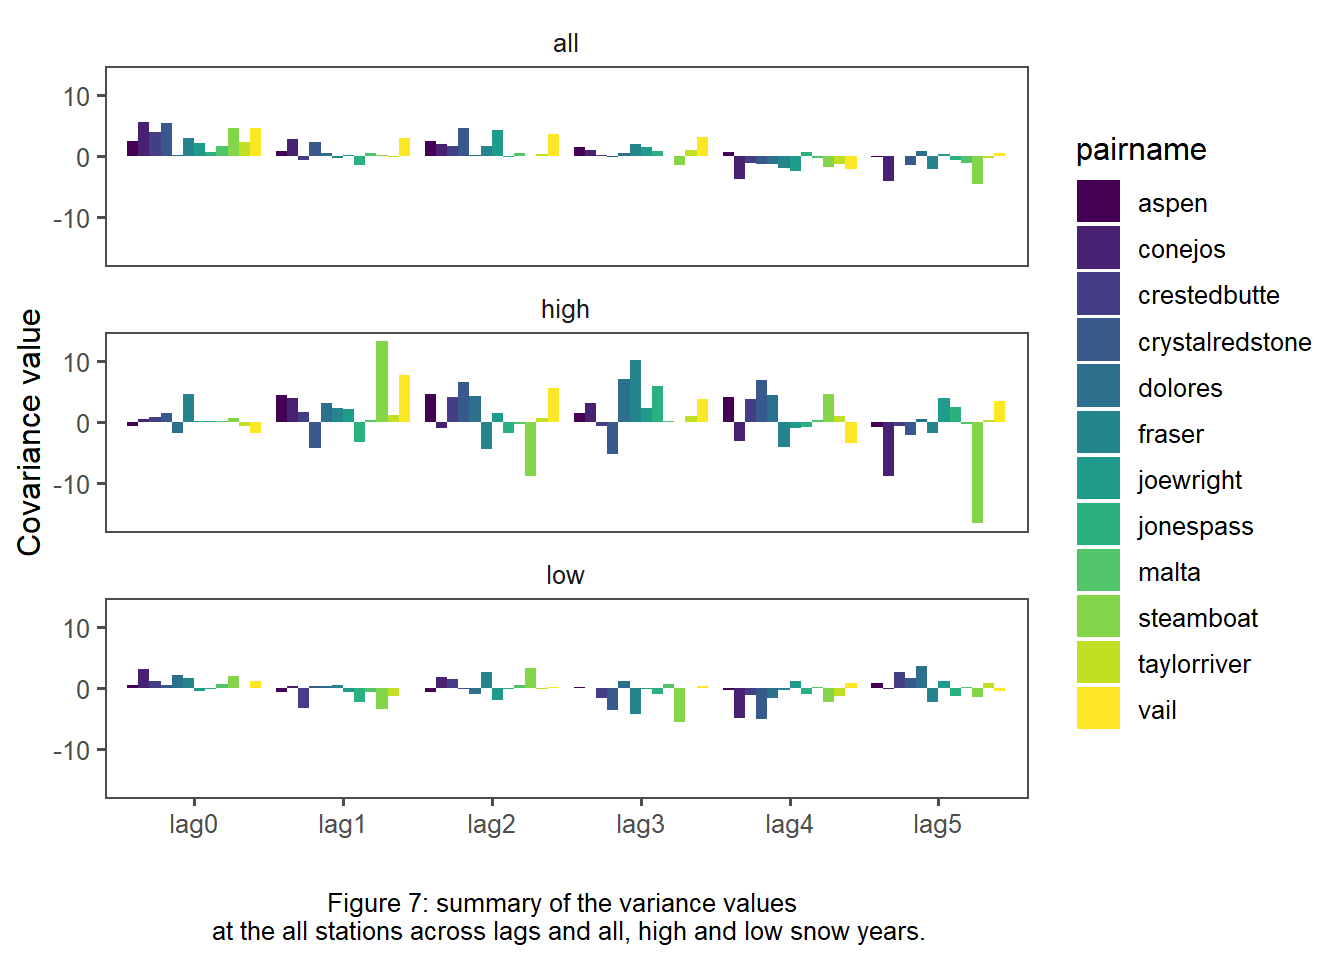 all
10
0
-10
high
10
0
-10
low
10
0
-10
Covariance value
lag0 lag1 lag2 lag3 lag4 lag5
pairname
aspen
conejos
crestedbutte
crystalredstone
dolores
fraser
joewright
jonespass
malta
steamboat
taylorriver
vail
Figure 7: summary of the variance values
at the all stations across lags and all, high and low snow years.